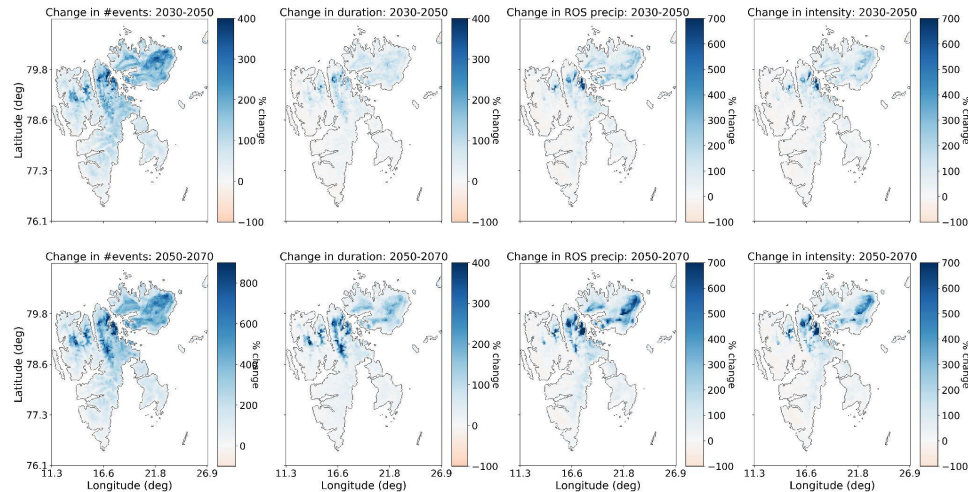 Change in #events: 2030-2050
400
300
200
100
0
−100
% change
Latitude (deg)
79.8
78.6
77.3
76.1
Change in duration: 2030-2050
400
300
200
100
0
−100
% change
Change in ROS precip: 2030-2050
700
600
500
400
300
200
100
0
−100
% change
Change in intensity: 2030-2050
700
600
500
400
300
200
100
0
−100
% change
Change in #events: 2050-2070
800
600
400
200
0
% change
Latitude (deg)
79.8
78.6
77.3
76.1
11.3 16.6 21.8 26.9
Longitude (deg)
Change in duration: 2050-2070
400
300
200
100
0
−100
% change
11.3 16.6 21.8 26.9
Longitude (deg)
Change in ROS precip: 2050-2070
700
600
500
400
300
200
100
0
−100
% change
11.3 16.6 21.8 26.9
Longitude (deg)
Change in intensity: 2050-2070
700
600
500
400
300
200
100
0
−100
% change
11.3 16.6 21.8 26.9
Longitude (deg)